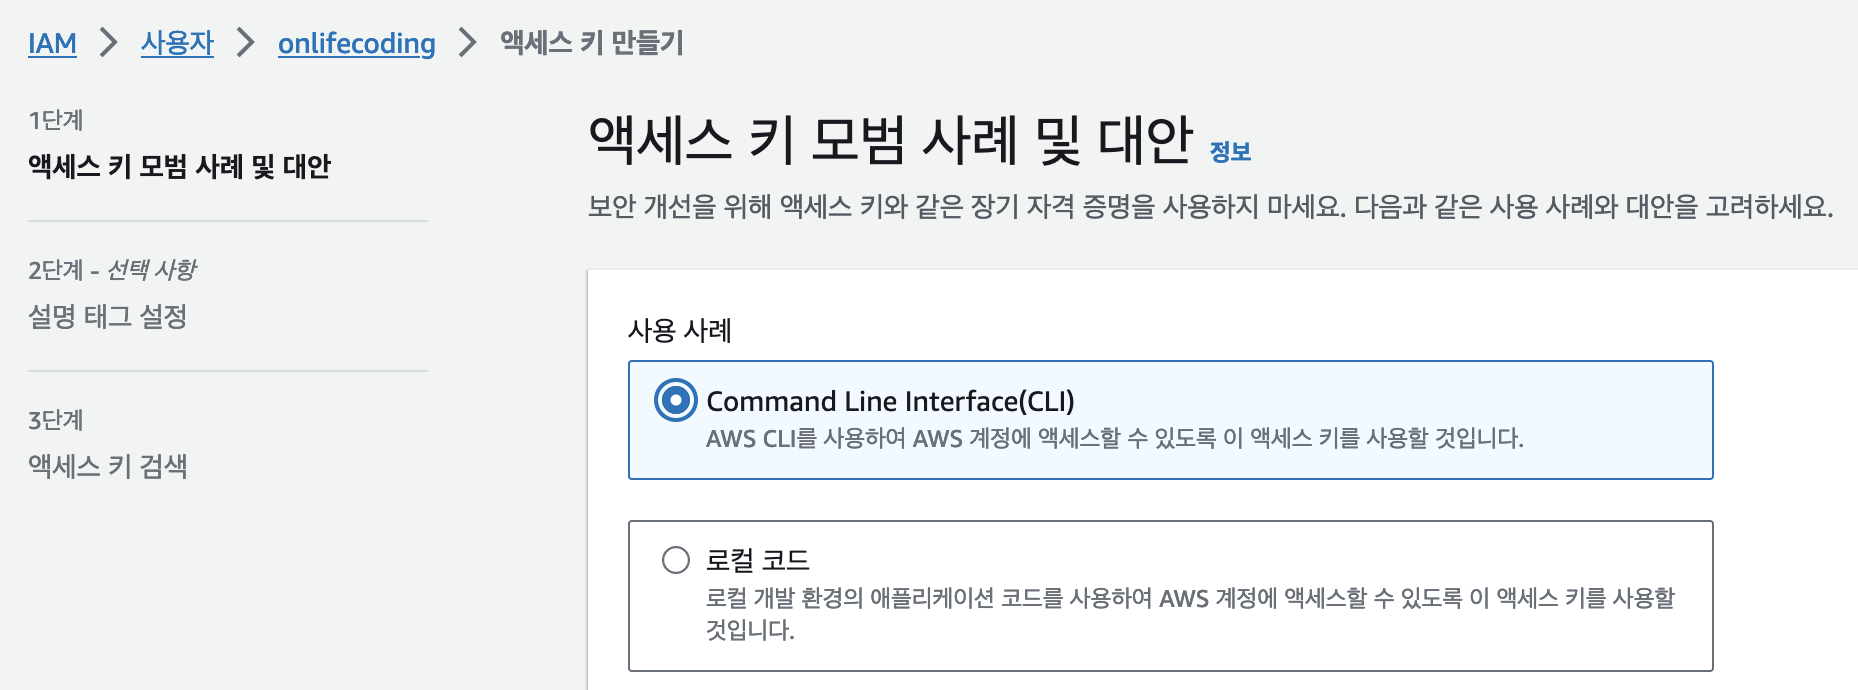 IAM > 사용자 > onlifecoding > 액세스 키 만들기
1단계
액세스 키 모범 사례 및 대안
2단계 - 선택 사항
설명 태그 설정
3단계
액세스 키 검색
액세스 키 모범 사례 및 대안 정보
보안 개선을 위해 액세스 키와 같은 장기 자격 증명을 사용하지 마세요. 다음과 같은 사용 사례와 대안을 고려하세요.
사용 사례
Command Line Interface(CLI)
AWS CLI를 사용하여 AWS 계정에 액세스할 수 있도록 이 액세스 키를 사용할 것입니다.
로컬 코드
로컬 개발 환경의 애플리케이션 코드를 사용하여 AWS 계정에 액세스할 수 있도록 이 액세스 키를 사용할
것입니다.